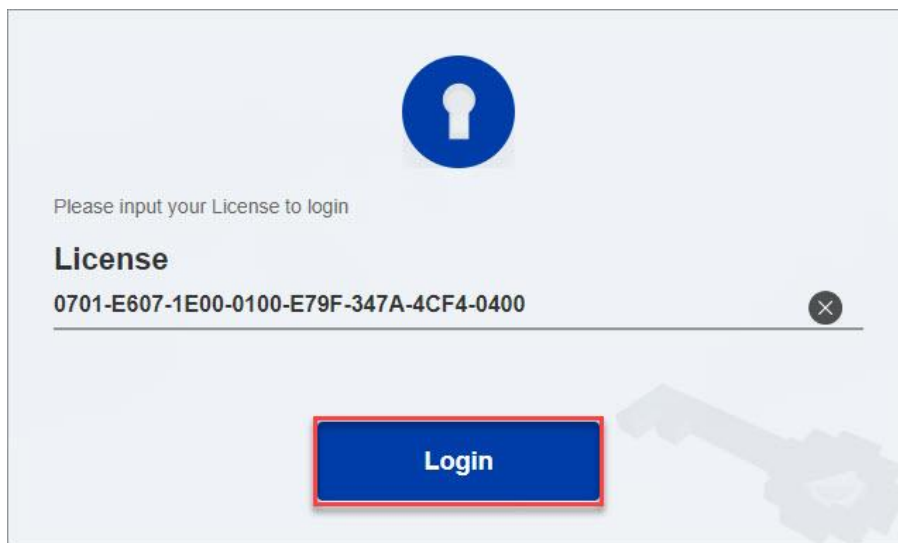 Please input your License to login
License
0701-E607-1E00-0100-E79F-347A-4CF4-0400
Login